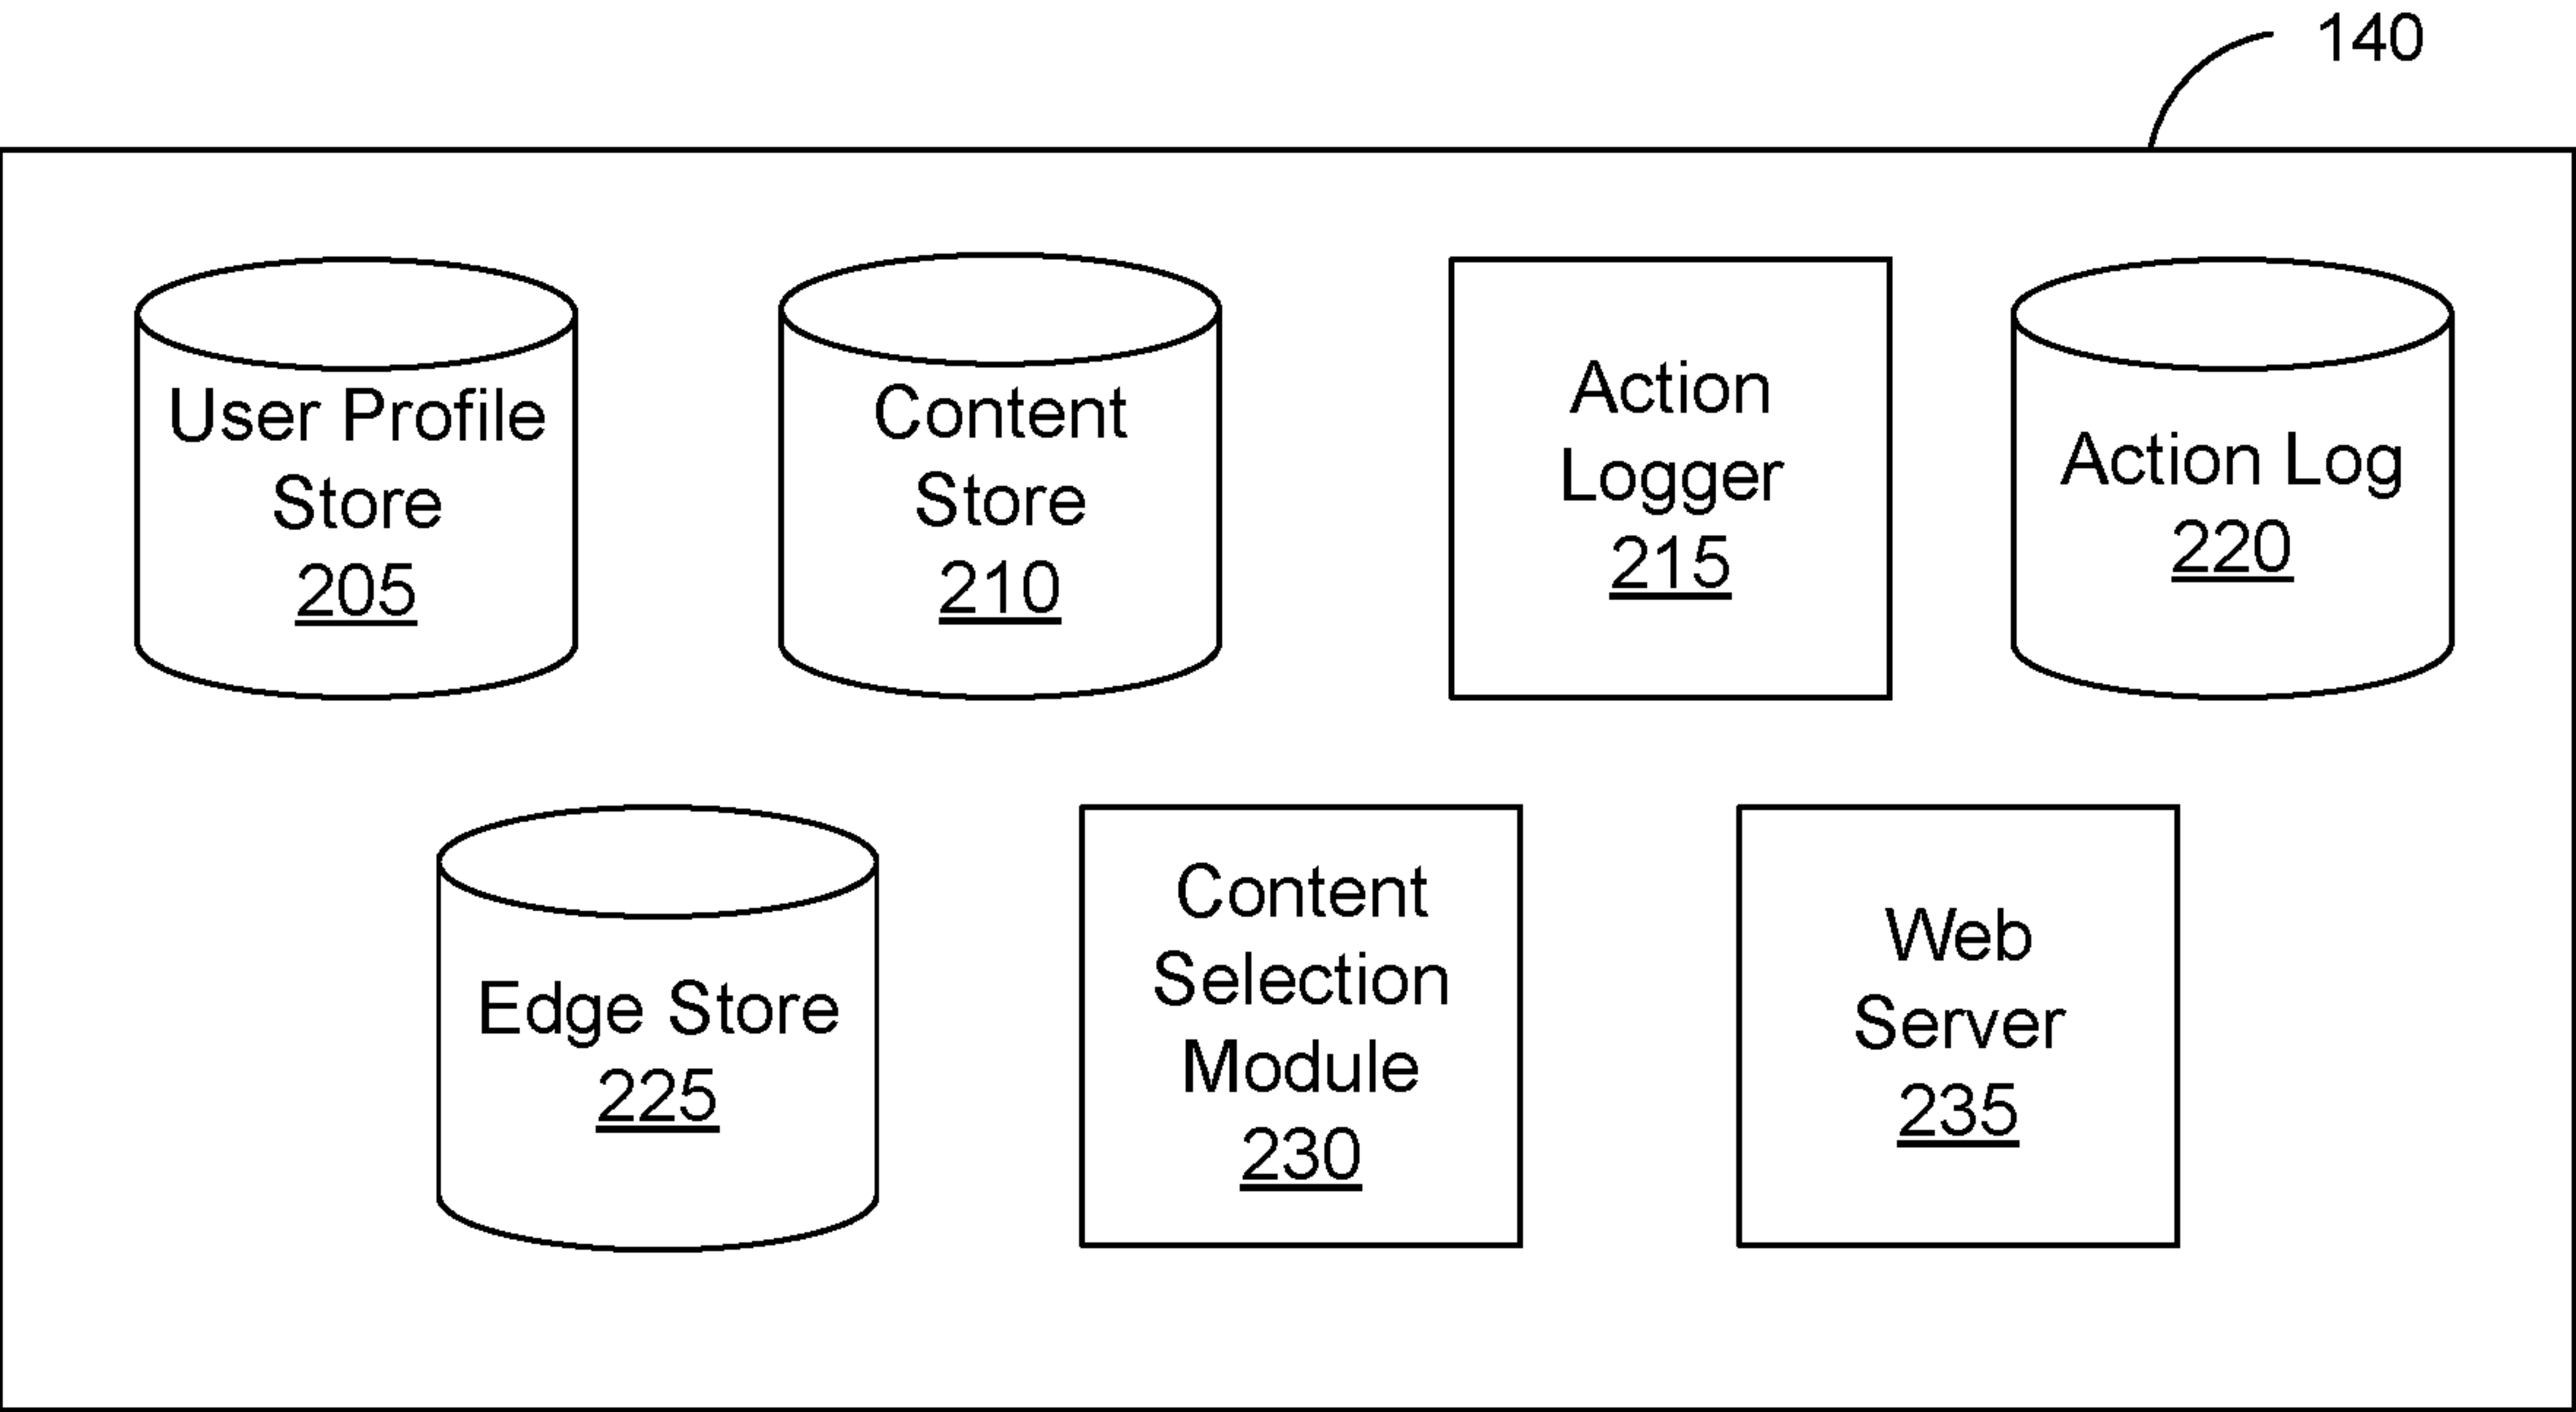 140
User Profile
Store
205
Content
Store
210
Action
Logger
215
Action Log
220
Edge Store
225
Content
Selection
Module
230
Web
Server
235